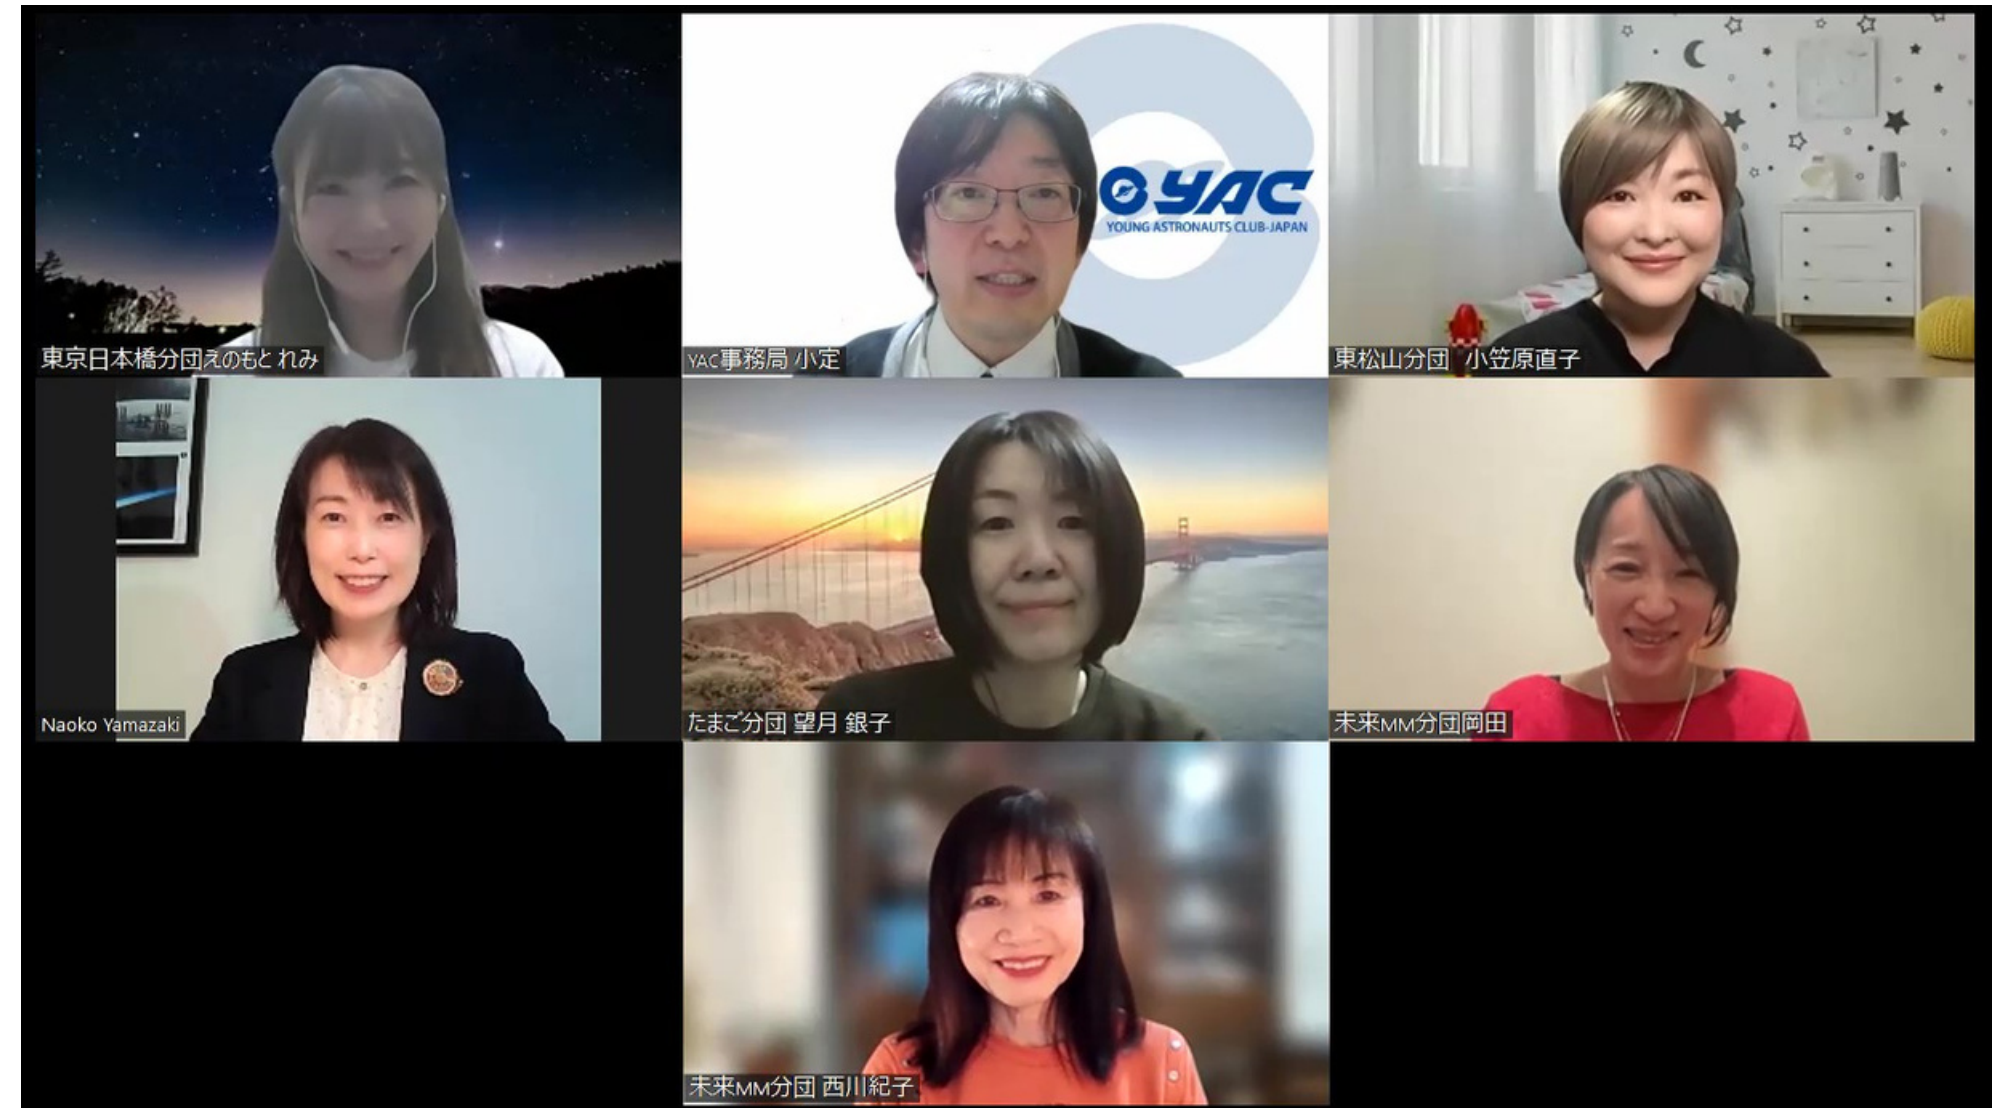 東京日本橋分団えのもと れみ
YAC
YOUNG ASTRONAUTS CLUB-JAPAN
YAC事務局 小定
東松山分団 小笠原直子
Naoko Yamazaki
たまご分団 望月 銀子
未来MM分団岡田
未来MM分団 西川紀子